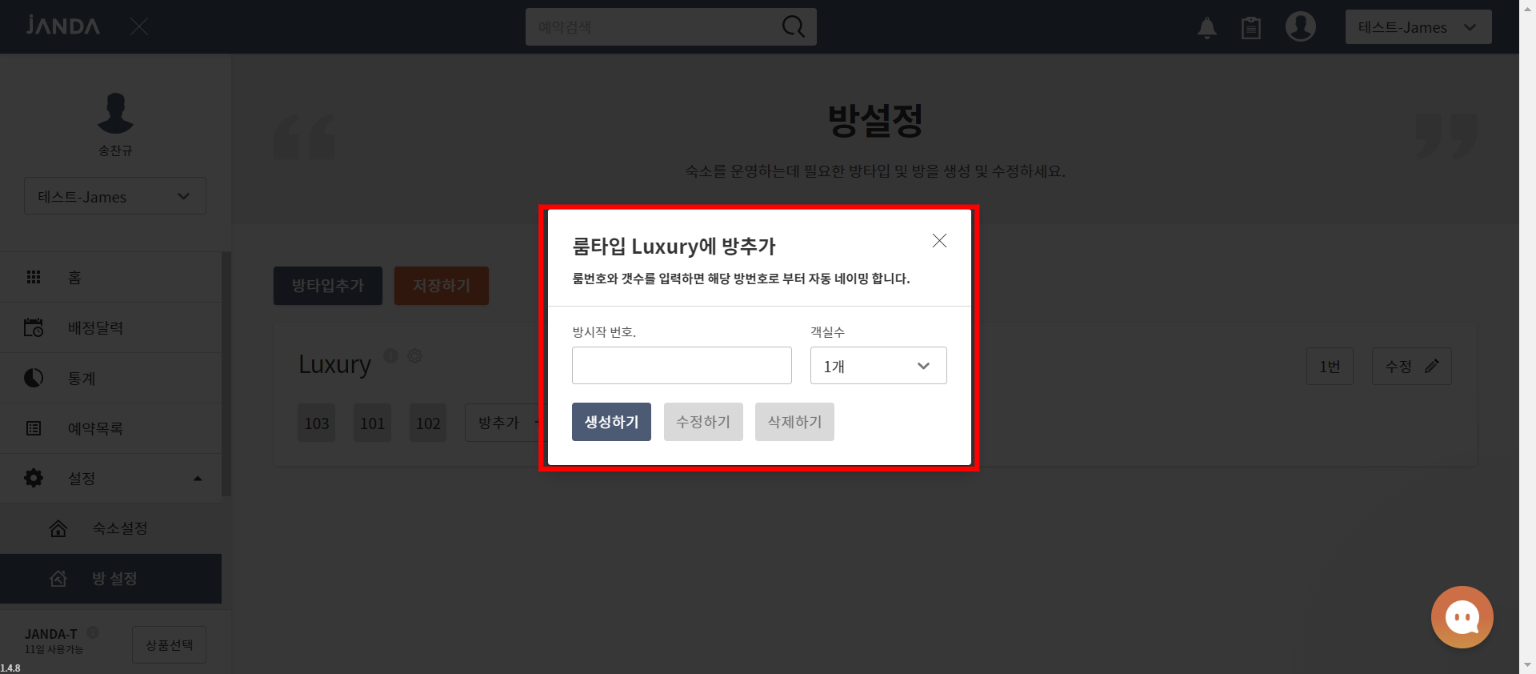 JANDA
예약검색
테스트-James
송찬규
테스트-James
홈
배정달력
통계
예약목록
설정
숙소설정
방 설정
JANDA-T
11일 사용가능
상품선택
1.4.8
방설정
숙소를 운영하는데 필요한 방타입 및 방을 생성 및 수정하세요.
방타입추가
저장하기
Luxury
1번
수정
103
101
102
방추가
룸타입 Luxury에 방추가
룸번호와 갯수를 입력하면 해당 방번호로 부터 자동 네이밍 합니다.
방시작 번호.
객실수
1개
생성하기
수정하기
삭제하기